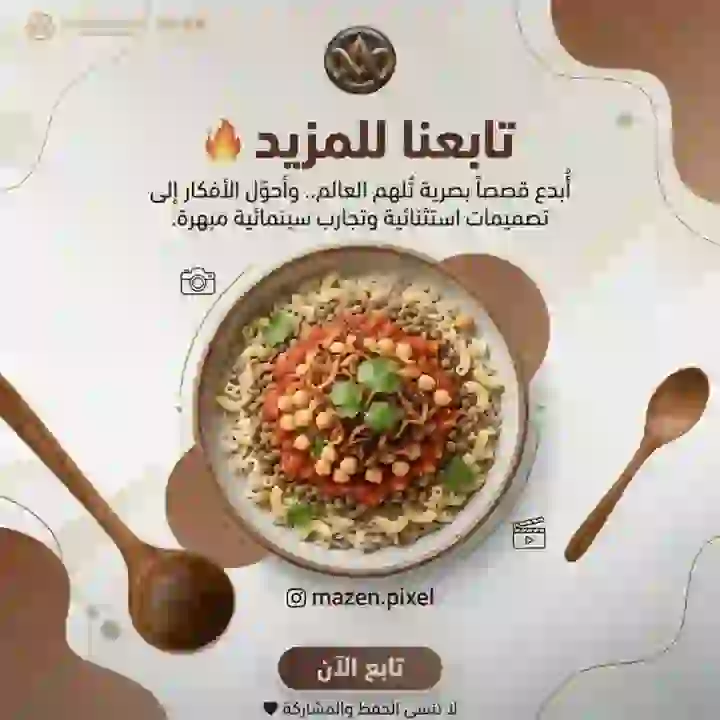 تابعنا للمزيد 🔥
أُبدع قصصاً بصرية تُلهم العالم.. وأحوّل الأفكار إلى
تصميمات استثنائية وتجارب سينمائية مبهرة.
mazen.pixel
تابع الآن
لا تنسى الحفظ والمشاركة 🖤